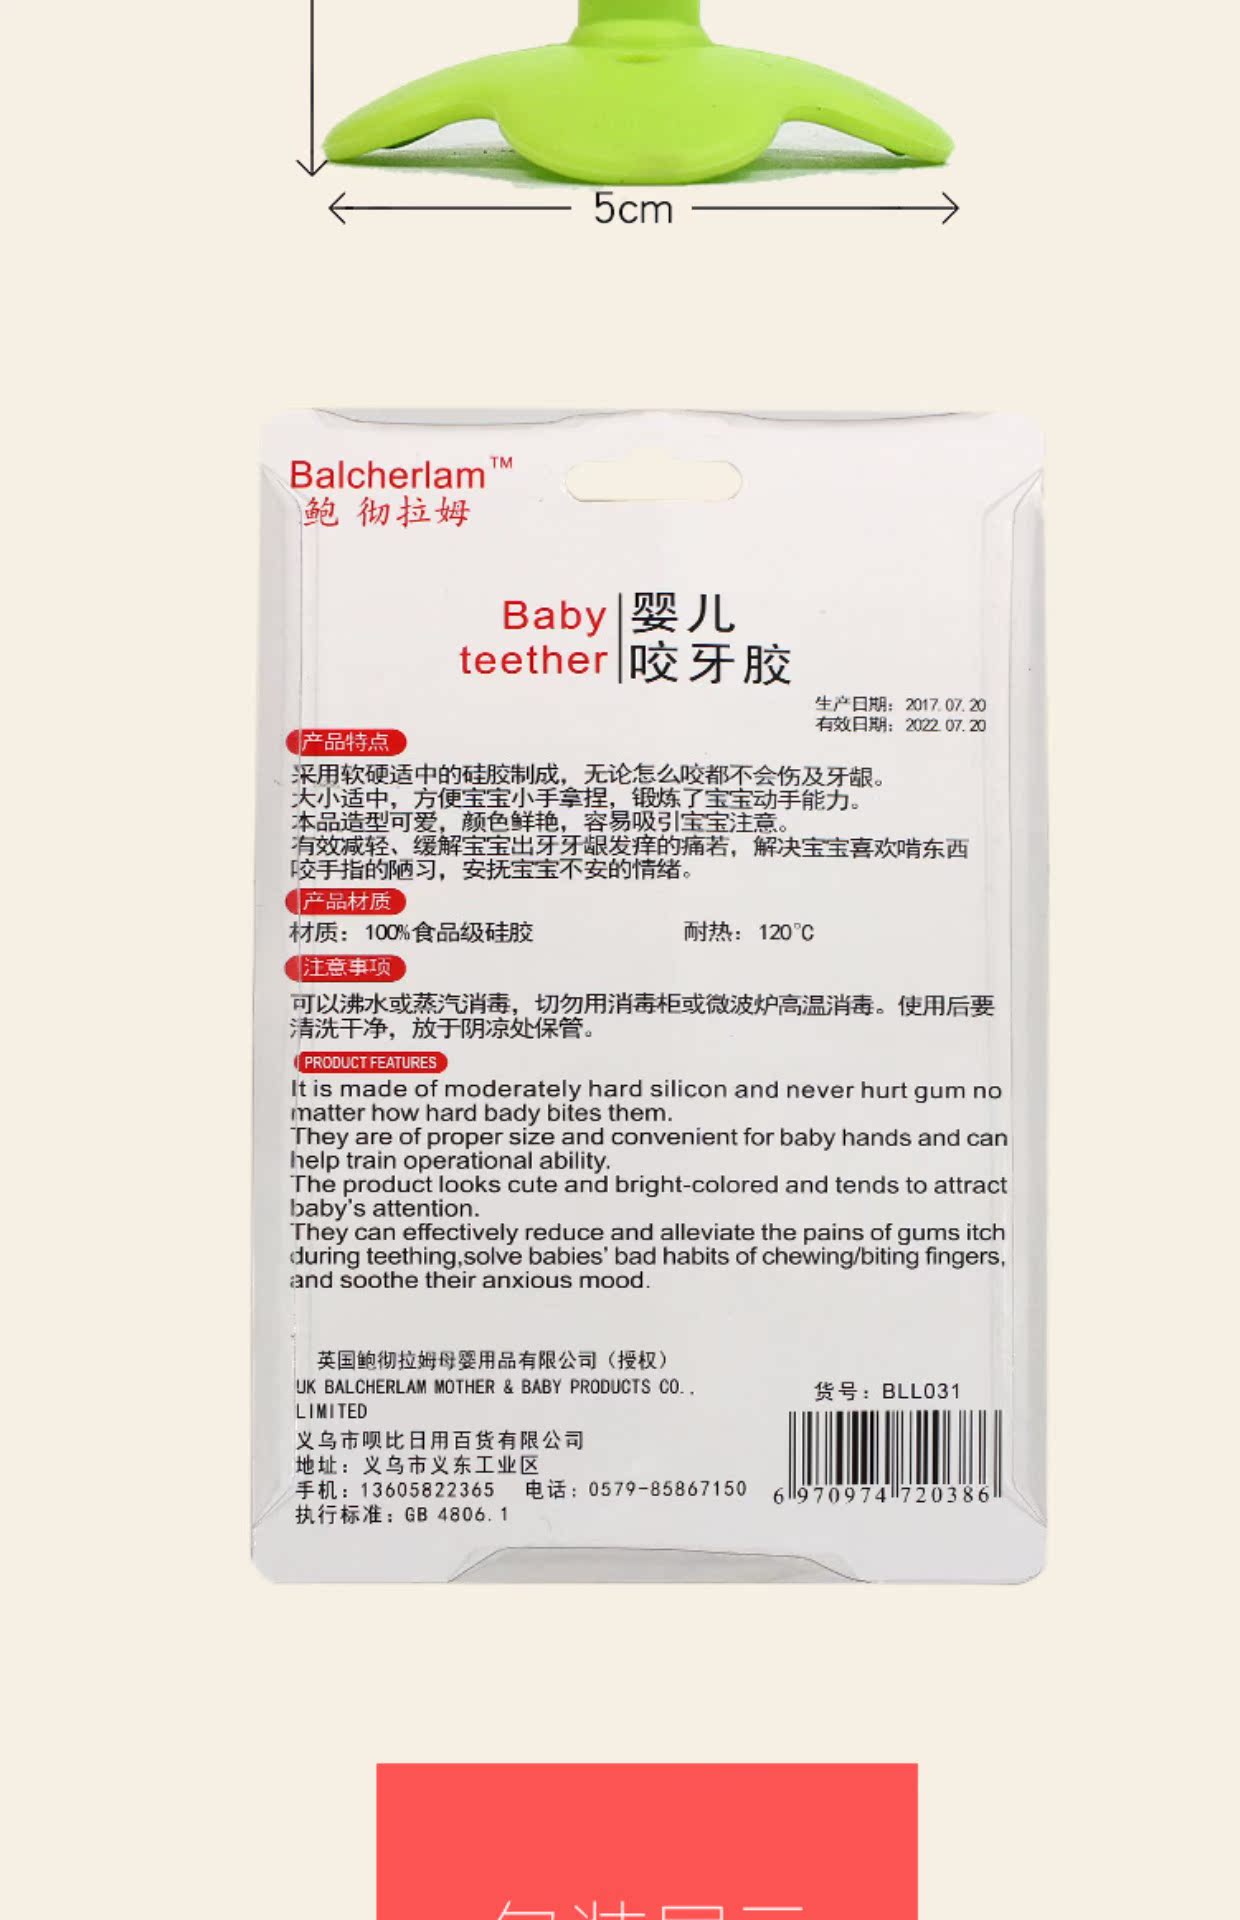 5cm
Balcherlam™
鲍 彻拉姆
Baby
teether
婴儿
咬牙胶
生产日期：2017.07.20
有效日期：2022.07.20
产品特点
采用软硬适中的硅胶制成，无论怎么咬都不会伤及牙龈。
大小适中，方便宝宝小手拿捏，锻炼了宝宝动手能力。
本品造型可爱，颜色鲜艳，容易吸引宝宝注意。
有效减轻、缓解宝宝出牙牙龈发痒的痛若，解决宝宝喜欢啃东西
咬手指的陋习，安抚宝宝不安的情绪。
产品材质
材质：100%食品级硅胶 耐热：120℃
注意事项
可以沸水或蒸汽消毒，切勿用消毒柜或微波炉高温消毒。使用后要
清洗干净，放于阴凉处保管。
PRODUCT FEATURES
It is made of moderately hard silicon and never hurt gum no
matter how hard bady bites them.
They are of proper size and convenient for baby hands and can
help train operational ability.
The product looks cute and bright-colored and tends to attract
baby's attention.
They can effectively reduce and alleviate the pains of gums itch
during teething,solve babies' bad habits of chewing/biting fingers,
and soothe their anxious mood.
英国鲍彻拉姆母婴用品有限公司（授权）
UK BALCHERLAM MOTHER & BABY PRODUCTS CO.,
LIMITED
义乌市呗比日用百货有限公司
地址：义乌市义东工业区
手机：13605822365 电话：0579-85867150
执行标准：GB 4806.1
货号：BLL031
6 970974 720386
包装展示